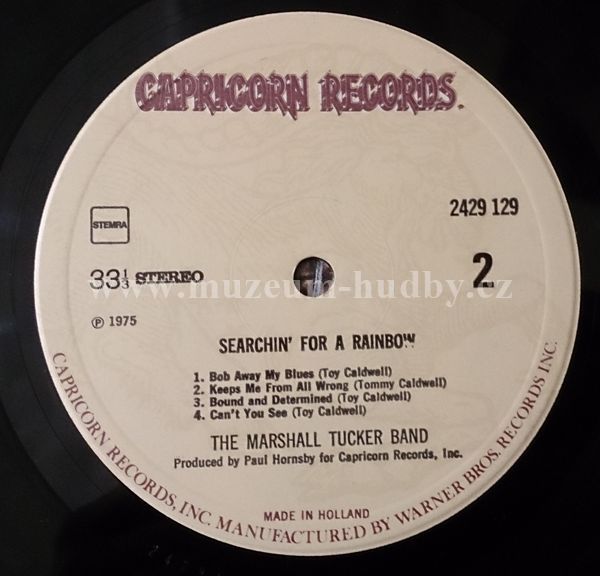 CAPRICORN RECORDS.
STEMRA
2429 129
33 1/3 STEREO
2
www.muzeum-hudby.cz
℗ 1975
SEARCHIN' FOR A RAINBOW
1. Bob Away My Blues (Toy Caldwell)
2. Keeps Me From All Wrong (Tommy Caldwell)
3. Bound and Determined (Toy Caldwell)
4. Can't You See (Toy Caldwell)
THE MARSHALL TUCKER BAND
Produced by Paul Hornsby for Capricorn Records, Inc.
MADE IN HOLLAND
CAPRICORN RECORDS, INC. MANUFACTURED BY WARNER BROS. RECORDS INC.